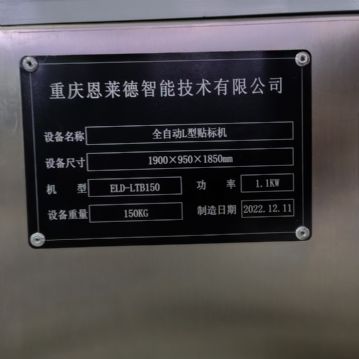 重庆恩莱德智能技术有限公司
设备名称 全自动L型贴标机
设备尺寸 1900×950×1850mm
机 型 ELD-LTB150 功 率 1.1KW
设备重量 150KG 制造日期 2022.12.11